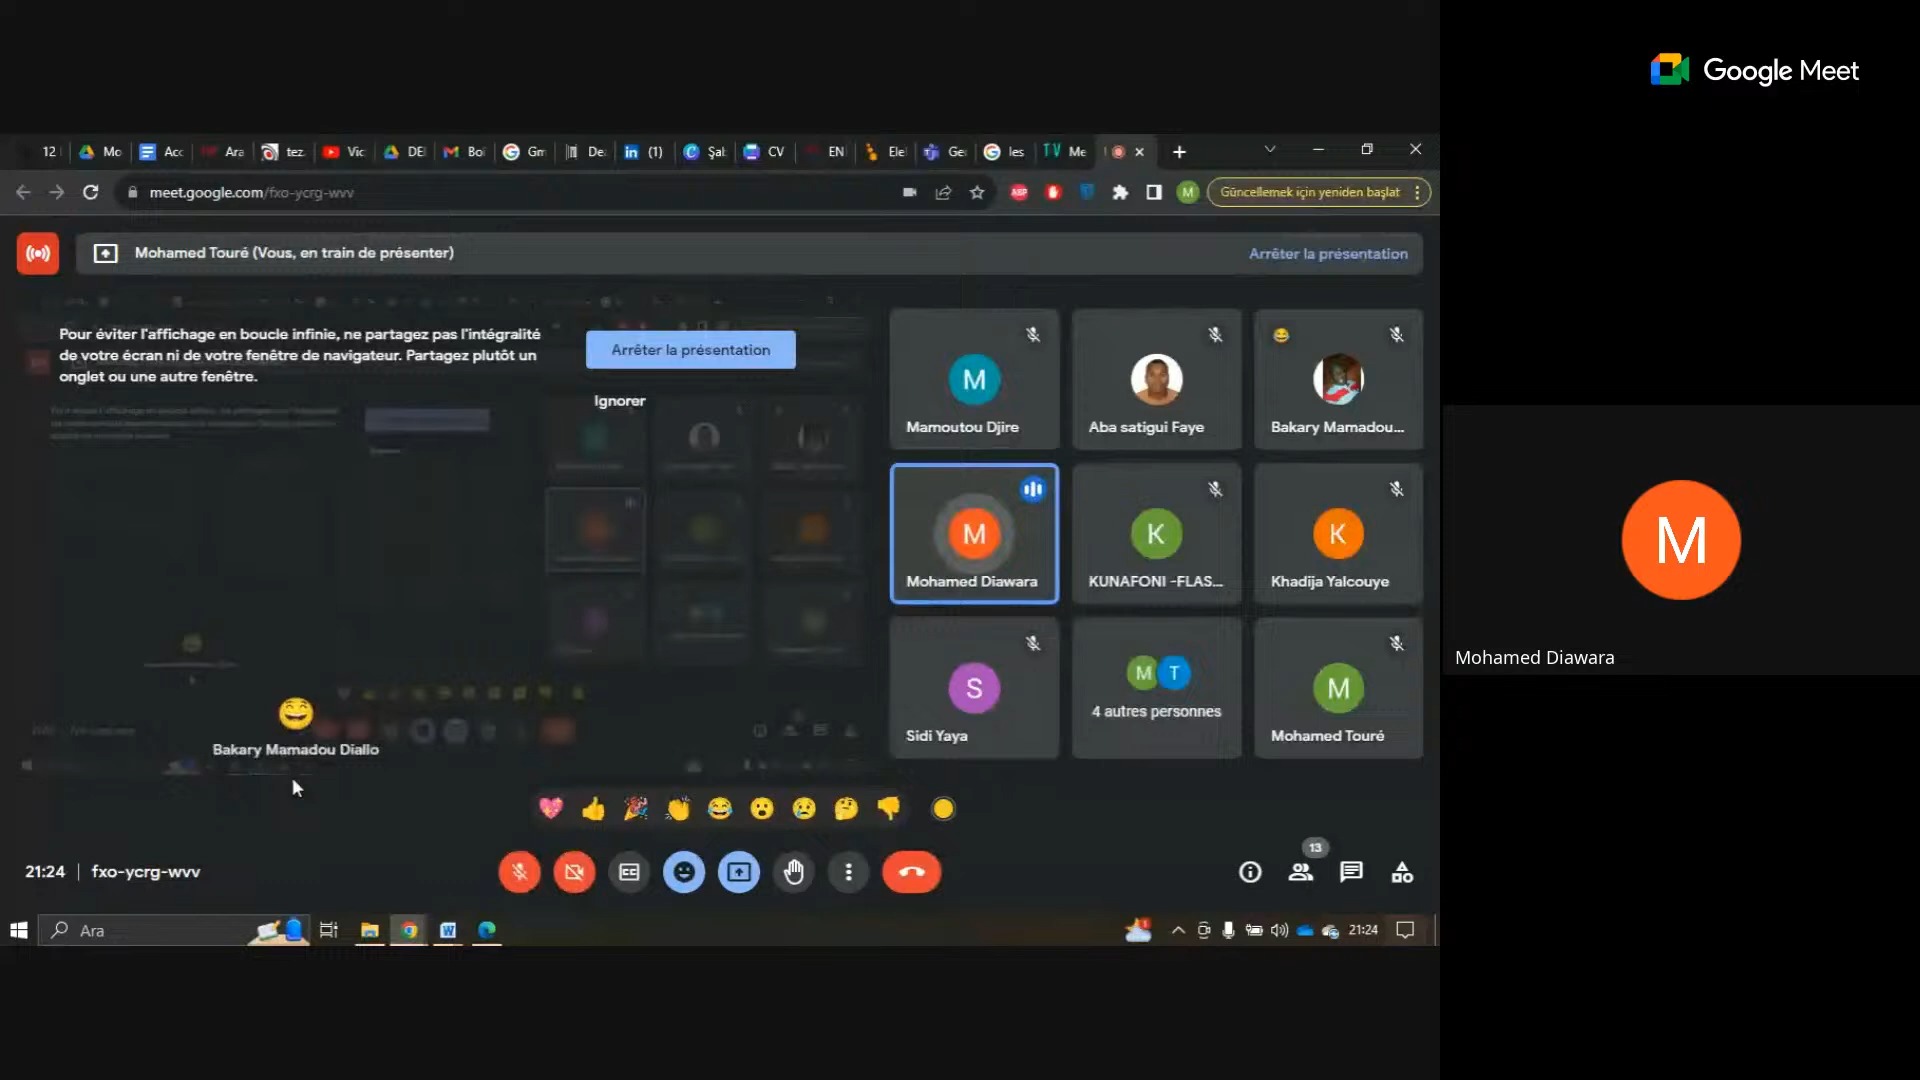 Google Meet
12
Mo
Acc
Ara
tez.
Vic
DE
Bo
Gm
De
(1)
Şal
CV
EN
Ele
Ge
les
Me
meet.google.com/fxo-ycrg-wvv
ABP
M
Güncellemek için yeniden başlat
Mohamed Touré (Vous, en train de présenter)
Arrêter la présentation
Pour éviter l'affichage en boucle infinie, ne partagez pas l'intégralité
de votre écran ni de votre fenêtre de navigateur. Partagez plutôt un
onglet ou une autre fenêtre.
Arrêter la présentation
Ignorer
M
Mamoutou Djire
Aba satigui Faye
Bakary Mamadou...
M
Mohamed Diawara
K
KUNAFONI -FLAS...
K
Khadija Yalcouye
S
Sidi Yaya
M T
4 autres personnes
M
Mohamed Touré
M
Mohamed Diawara
Bakary Mamadou Diallo
21:24
fxo-ycrg-wvv
13
Ara
21:24